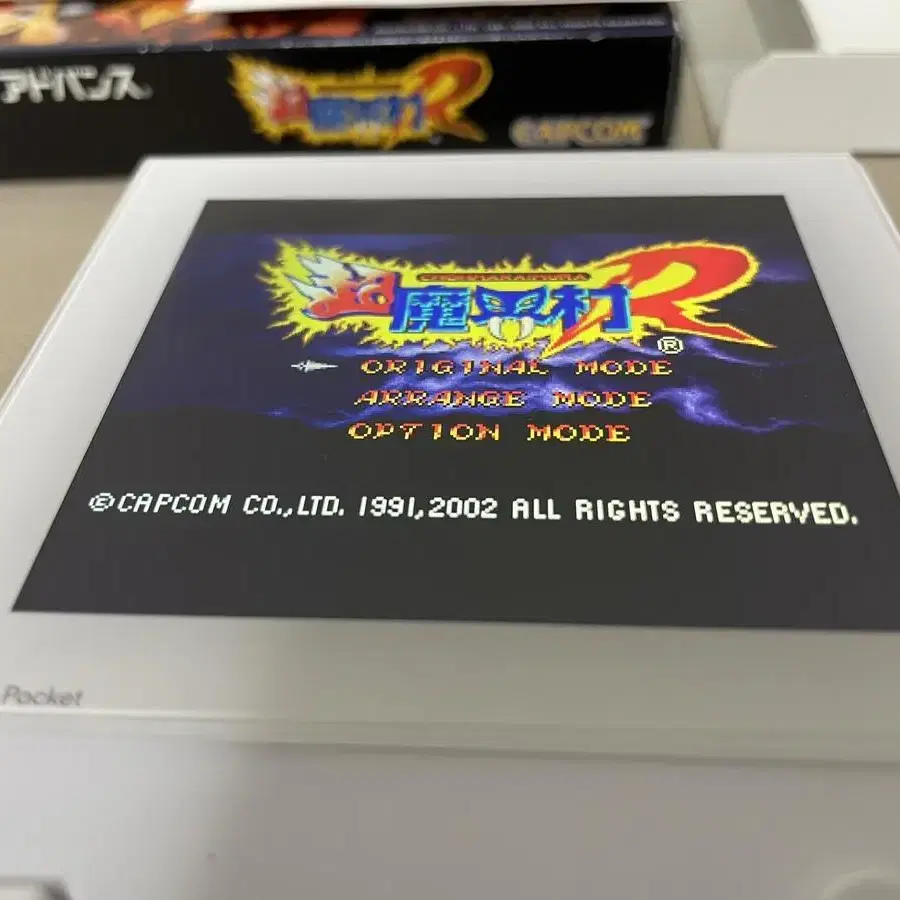 アドバンス
超魔界村R
CAPCOM
CHOHMAKAIMURA
超魔界村R
®
ORIGINAL MODE
ARRANGE MODE
OPTION MODE
©CAPCOM CO.,LTD. 1991,2002 ALL RIGHTS RESERVED.
Pocket